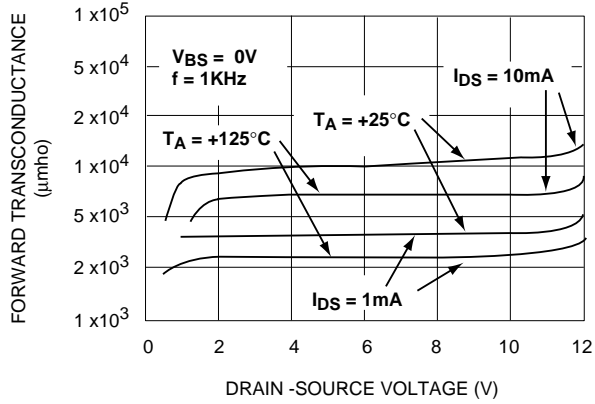 FORWARD TRANSCONDUCTANCE
(µmho)
1 x10⁵
5 x10⁴
2 x10⁴
1 x10⁴
5 x10³
2 x10³
1 x10³
V_BS = 0V
f = 1KHz
I_DS = 10mA
T_A = +25°C
T_A = +125°C
I_DS = 1mA
0 2 4 6 8 10 12
DRAIN -SOURCE VOLTAGE (V)